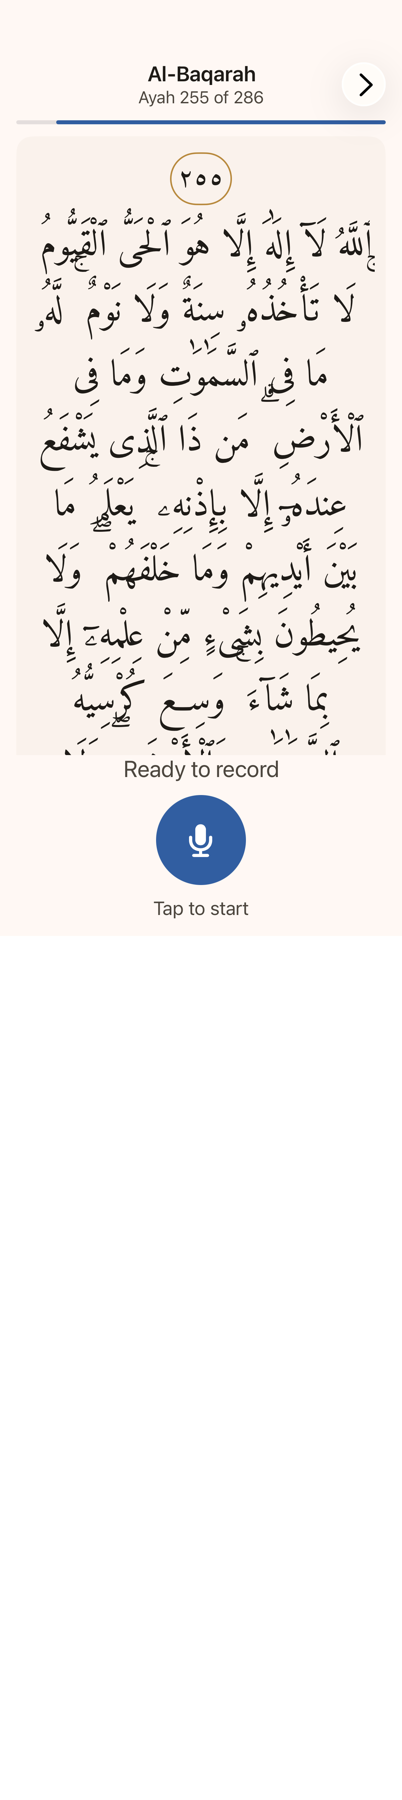 Al-Baqarah
Ayah 255 of 286
٢٥٥
ٱللَّهُ لَآ إِلَٰهَ إِلَّا هُوَ ٱلْحَىُّ ٱلْقَيُّومُ ۚ
لَا تَأْخُذُهُۥ سِنَةٌ وَلَا نَوْمٌ ۚ لَّهُۥ
مَا فِى ٱلسَّمَٰوَٰتِ وَمَا فِى
ٱلْأَرْضِ ۗ مَن ذَا ٱلَّذِى يَشْفَعُ
عِندَهُۥٓ إِلَّا بِإِذْنِهِۦ ۚ يَعْلَمُ مَا
بَيْنَ أَيْدِيهِمْ وَمَا خَلْفَهُمْ ۖ وَلَا
يُحِيطُونَ بِشَىْءٍ مِّنْ عِلْمِهِۦٓ إِلَّا
بِمَا شَآءَ ۚ وَسِعَ كُرْسِيُّهُ
Ready to record
Tap to start